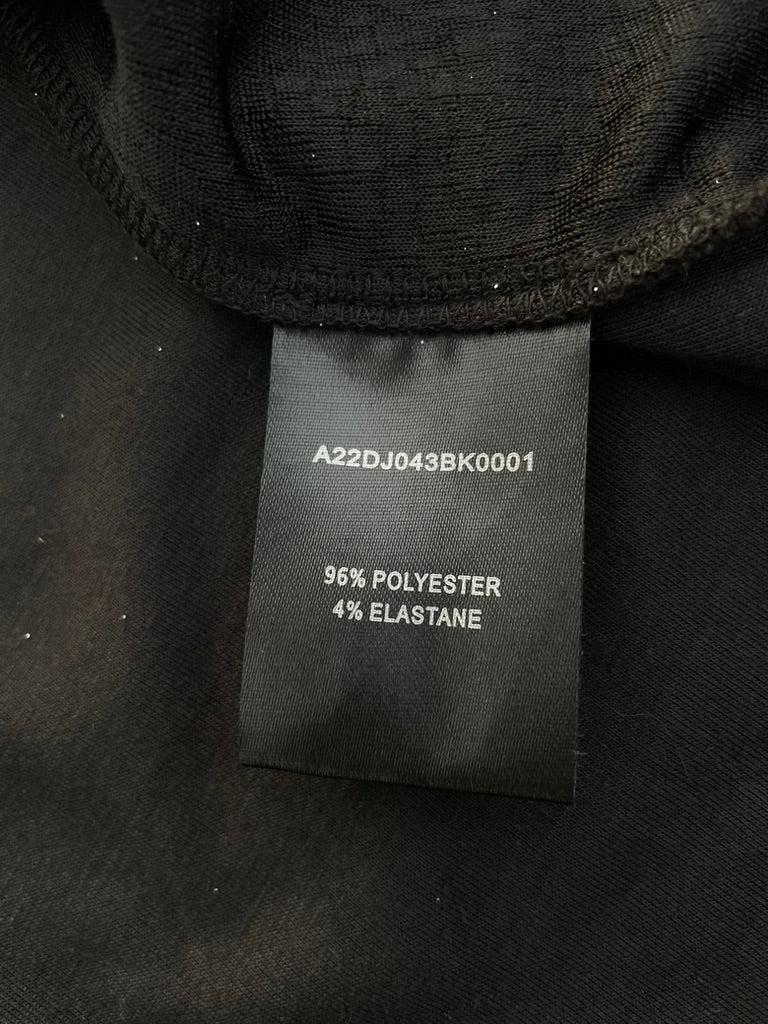 A22DJ043BK0001
96% POLYESTER
4% ELASTANE